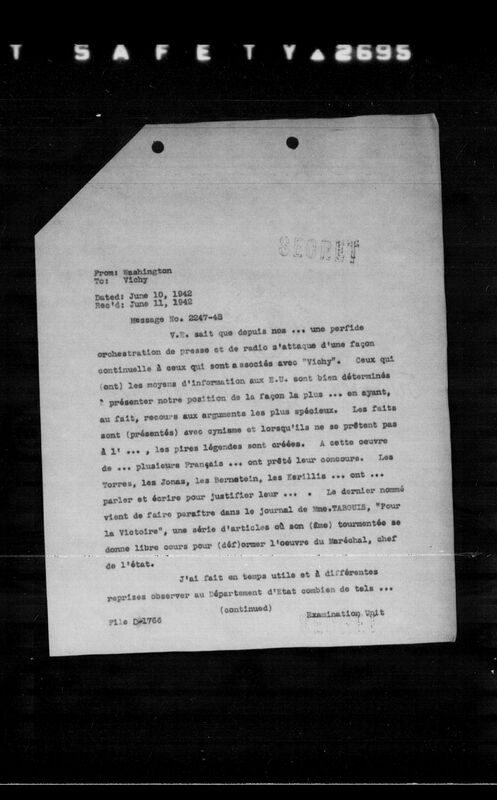 T SAFETY▲2695
SECRET
From: Washington
To: Vichy
Dated: June 10, 1942
Rec'd: June 11, 1942
Message No. 2247-48
V.E. sait que depuis nos ... une perfide
orchestration de presse et de radio s'attaque d'une façon
continuelle à ceux qui sont associés avec "Vichy". Ceux qui
(ont) les moyens d'information aux E.U. sont bien déterminés
? présenter notre position de la façon la plus ... en ayant,
au fait, recours aux arguments les plus spécieux. Les faits
sont (présentés) avec cynisme et lorsqu'ils ne se prêtent pas
à l' ... , les pires légendes sont créées. A cette oeuvre
de ... plusieurs Français ... ont prêté leur concours. Les
Torres, les Jonas, les Bernstein, les Kerillis ... ont ...
parler et écrire pour justifier leur ... . Le dernier nommé
vient de faire paraître dans le journal de Mme.TABOUIS, "Pour
la Victoire", une série d'articles où son (âme) tourmentée se
donne libre cours pour (déf)ormer l'oeuvre du Maréchal, chef
de l'état.
J'ai fait en temps utile et à différentes
reprises observer au Département d'Etat combien de tels ...
(continued)
File D-1766
Examination Unit